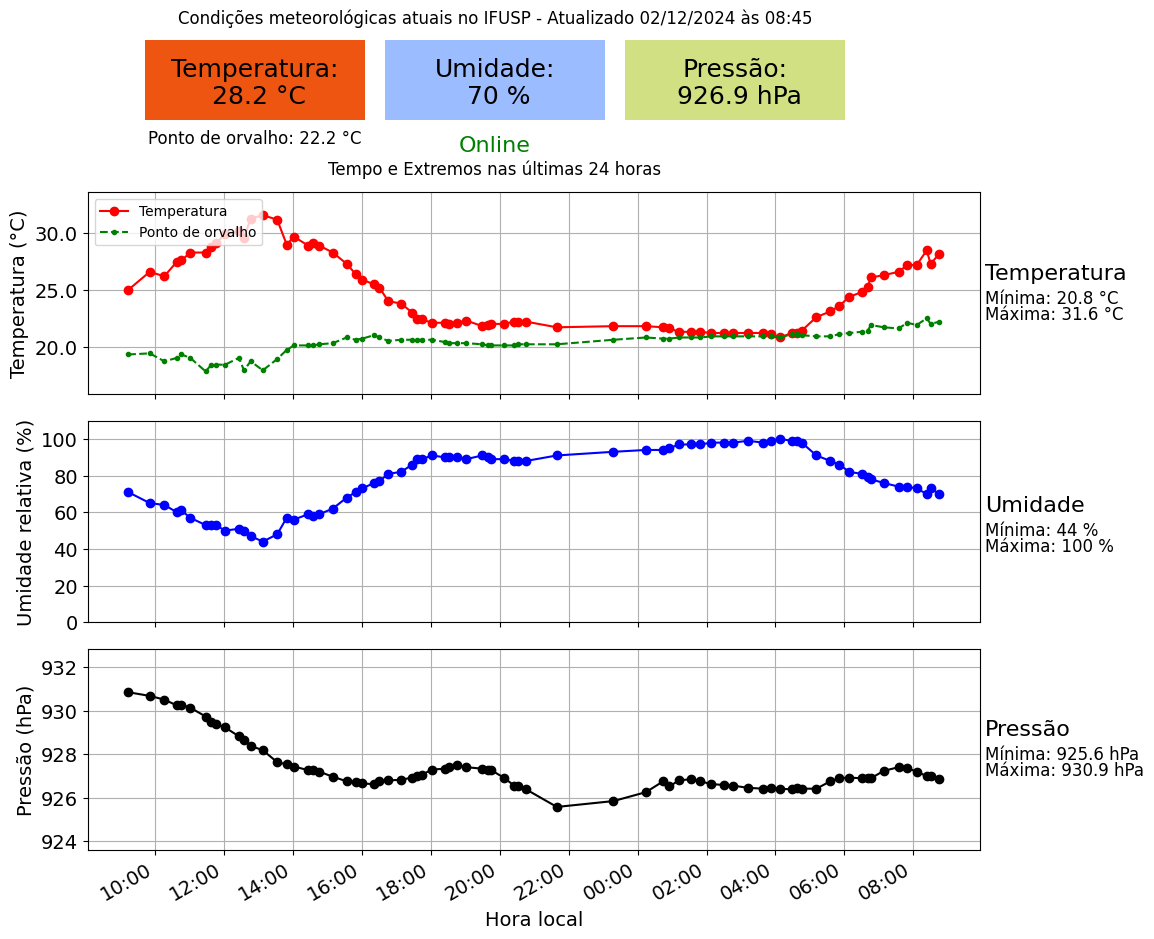 Condições meteorológicas atuais no IFUSP - Atualizado 02/12/2024 às 08:45
Temperatura:
28.2 °C
Umidade:
70 %
Pressão:
926.9 hPa
Ponto de orvalho: 22.2 °C
Online
Tempo e Extremos nas últimas 24 horas
Temperatura (°C)
30.0
25.0
20.0
Temperatura
Ponto de orvalho
Temperatura
Mínima: 20.8 °C
Máxima: 31.6 °C
Umidade relativa (%)
100
80
60
40
20
0
Umidade
Mínima: 44 %
Máxima: 100 %
Pressão (hPa)
932
930
928
926
924
Pressão
Mínima: 925.6 hPa
Máxima: 930.9 hPa
10:00
12:00
14:00
16:00
18:00
20:00
22:00
00:00
02:00
04:00
06:00
08:00
Hora local